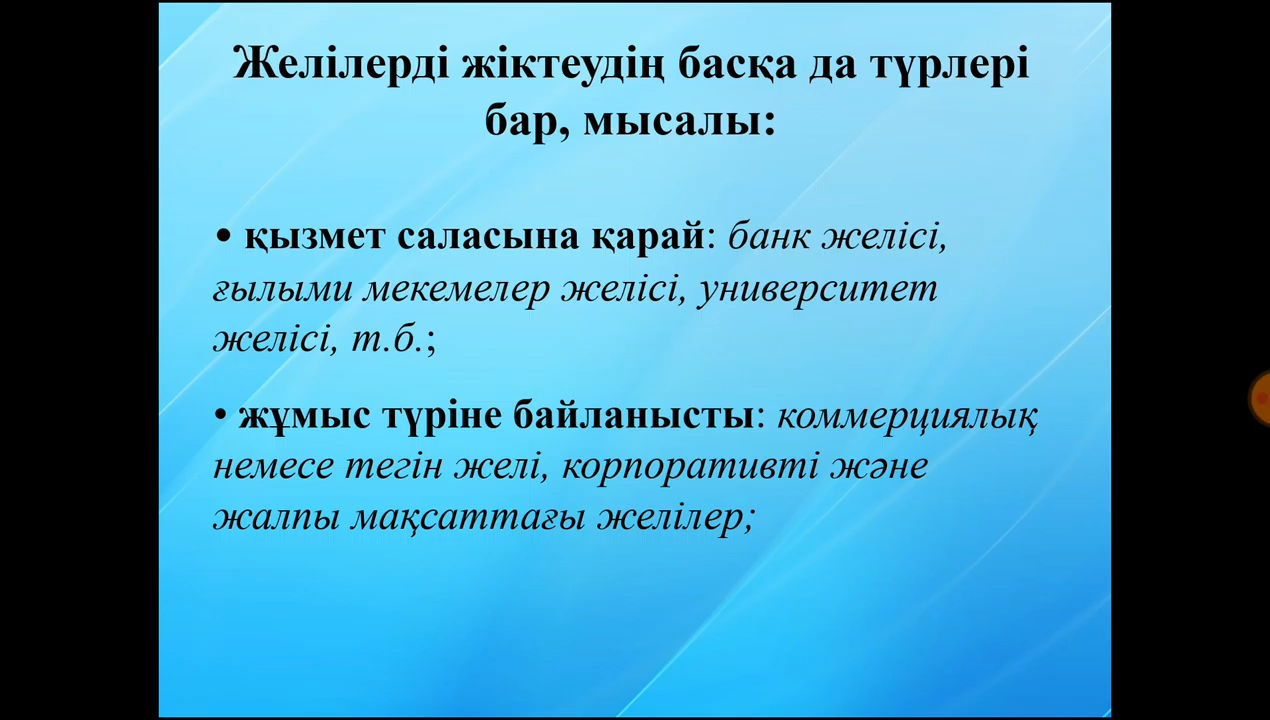 Желілерді жіктеудің басқа да түрлері
бар, мысалы:
• қызмет саласына қарай: банк желісі,
ғылыми мекемелер желісі, университет
желісі, т.б.;
• жұмыс түріне байланысты: коммерциялық
немесе тегін желі, корпоративті және
жалпы мақсаттағы желілер;